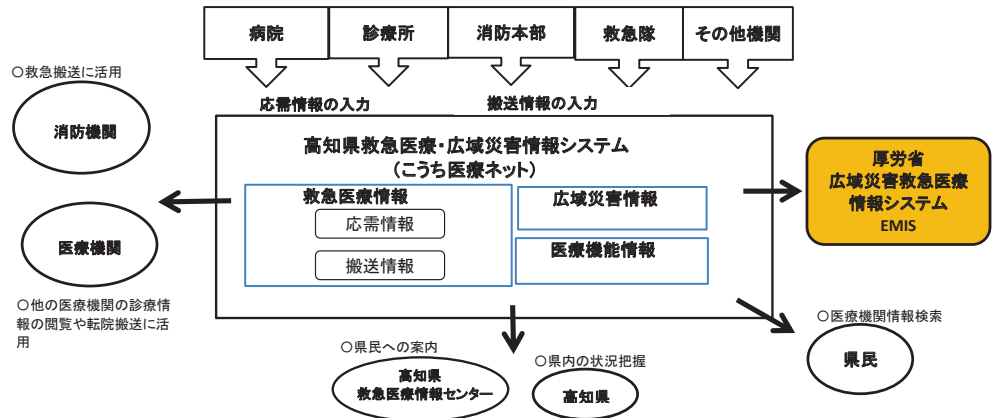 病院
診療所
消防本部
救急隊
その他機関
○救急搬送に活用
消防機関
応需情報の入力
搬送情報の入力
高知県救急医療・広域災害情報システム
(こうち医療ネット)
救急医療情報
応需情報
搬送情報
広域災害情報
医療機能情報
厚労省
広域災害救急医療
情報システム
EMIS
医療機関
○他の医療機関の診療情
報の閲覧や転院搬送に活
用
○県民への案内
高知県
救急医療情報センター
○県内の状況把握
高知県
○医療機関情報検索
県民